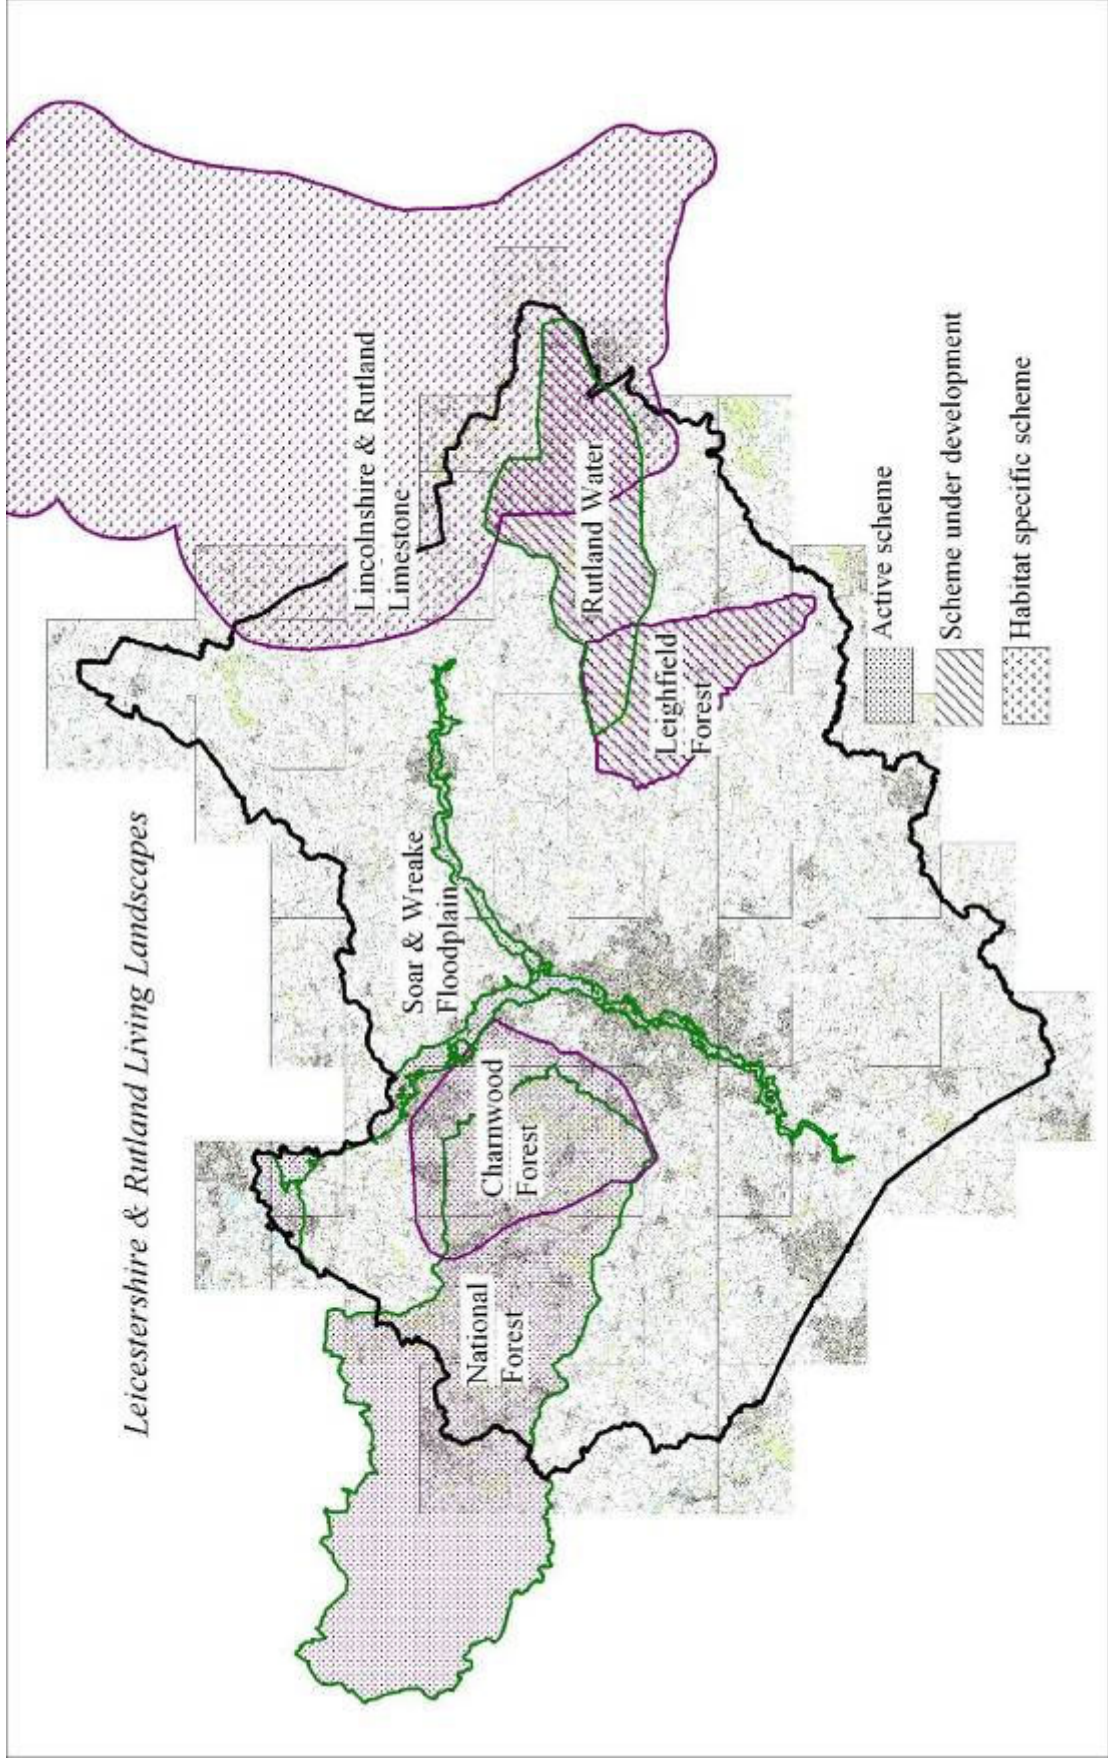 Leicestershire & Rutland Living Landscapes
Lincolnshire & Rutland
Limestone
Soar & Wreake
Floodplain
Charnwood
Forest
National
Forest
Rutland Water
Leighfield
Forest
Active scheme
Scheme under development
Habitat specific scheme